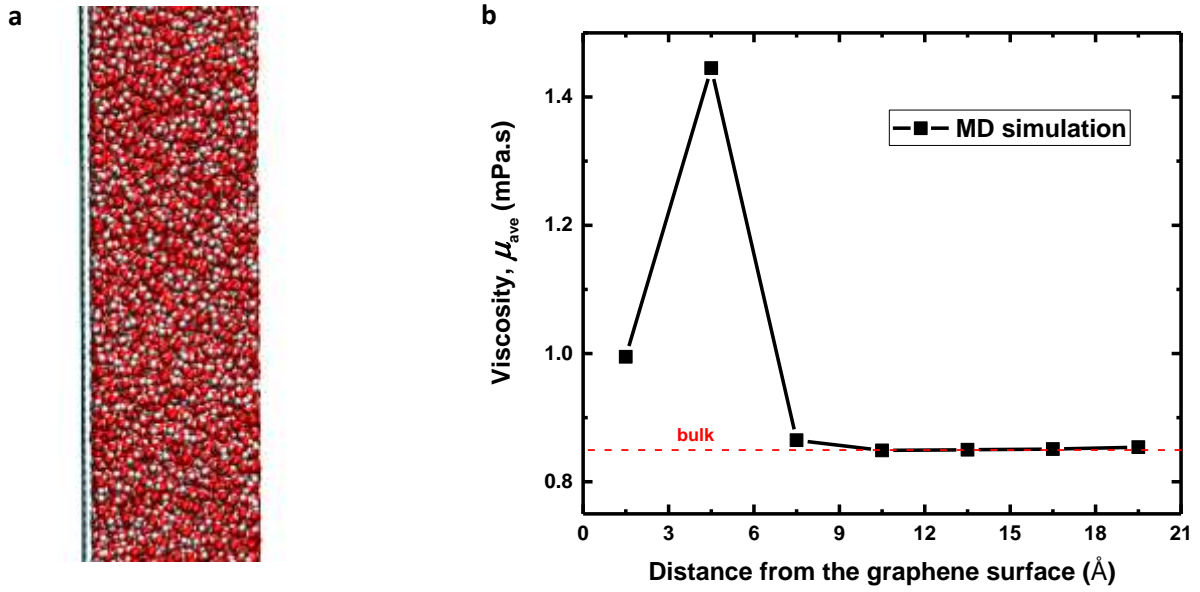 a
b
Viscosity, μave (mPa.s)
1.4
1.2
1.0
0.8
MD simulation
bulk
0 3 6 9 12 15 18 21
Distance from the graphene surface (Å)